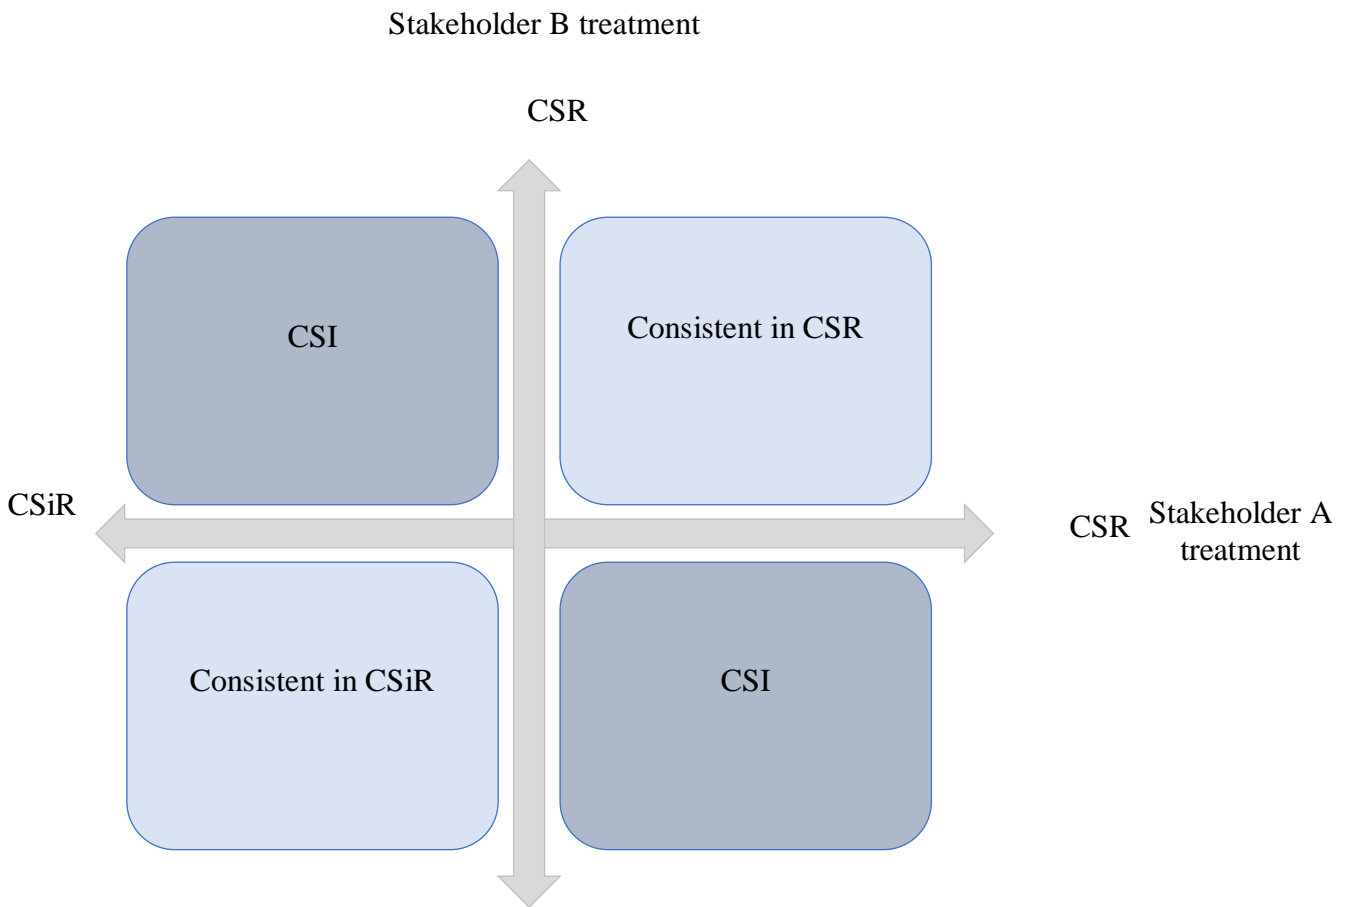 Stakeholder B treatment
CSR
CSI
Consistent in CSR
CSiR
CSR
Stakeholder A
treatment
Consistent in CSiR
CSI